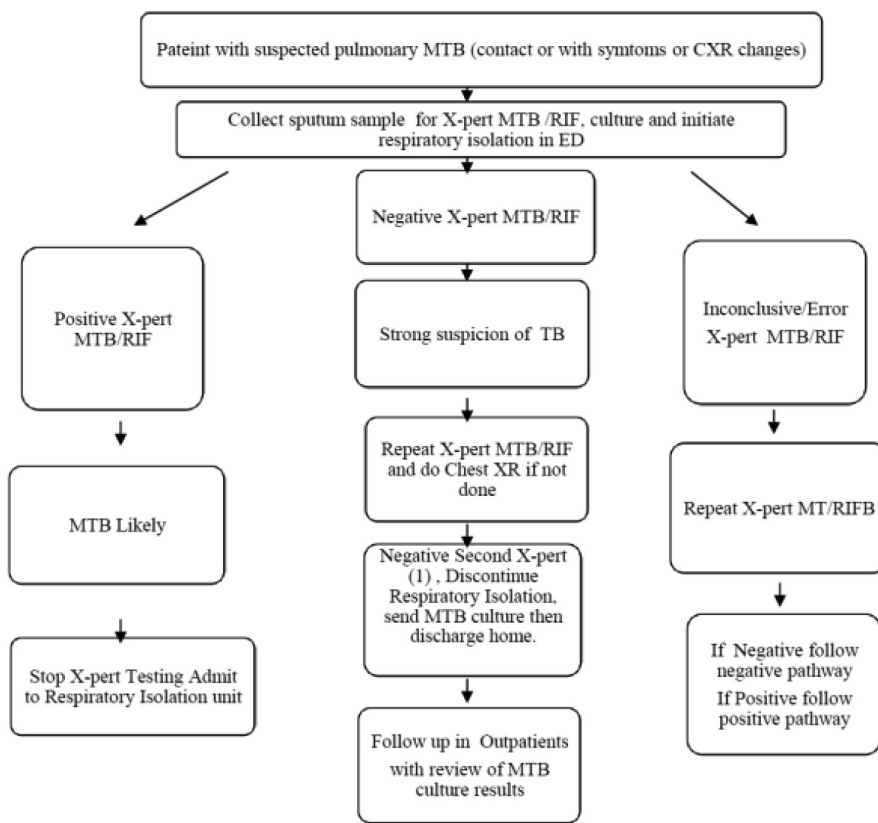 Pateint with suspected pulmonary MTB (contact or with symtoms or CXR changes)
Collect sputum sample for X-pert MTB /RIF, culture and initiate
respiratory isolation in ED
Positive X-pert
MTB/RIF
MTB Likely
Stop X-pert Testing Admit
to Respiratory Isolation unit
Negative X-pert MTB/RIF
Strong suspicion of TB
Repeat X-pert MTB/RIF
and do Chest XR if not
done
Negative Second X-pert
(1) , Discontinue
Respiratory Isolation,
send MTB culture then
discharge home.
Follow up in Outpatients
with review of MTB
culture results
Inconclusive/Error
X-pert MTB/RIF
Repeat X-pert MT/RIFB
If Negative follow
negative pathway
If Positive follow
positive pathway